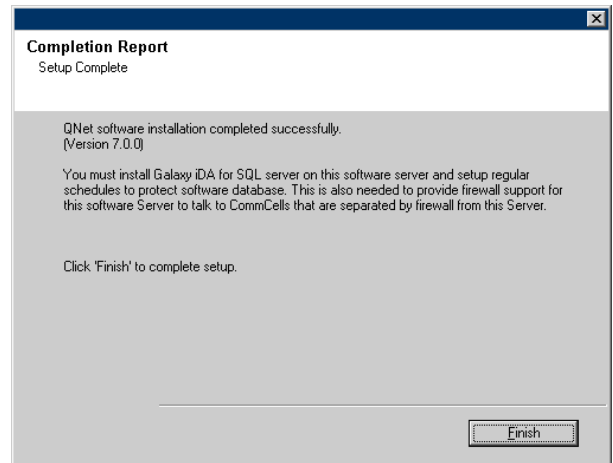 Completion Report
Setup Complete
QNet software installation completed successfully.
(Version 7.0.0)
You must install Galaxy iDA for SQL server on this software server and setup regular
schedules to protect software database. This is also needed to provide firewall support for
this software Server to talk to CommCells that are separated by firewall from this Server.
Click 'Finish' to complete setup.
Finish